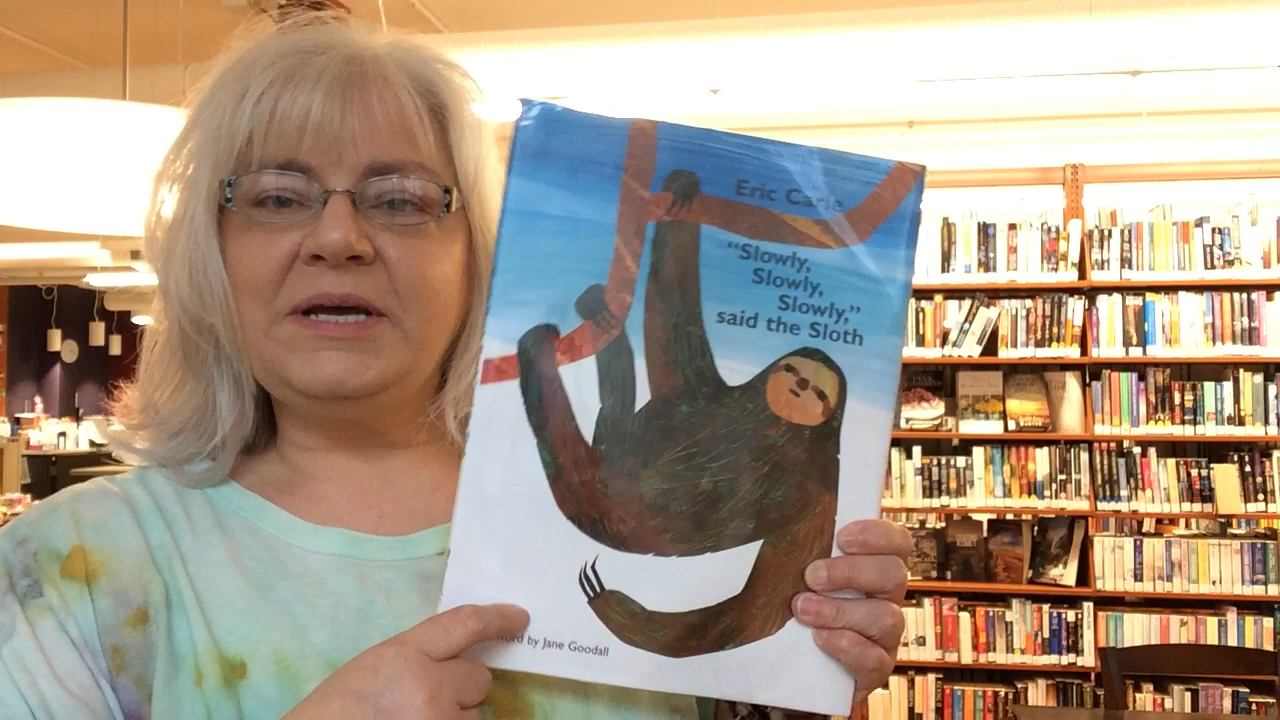 Eric Carle
"Slowly,
Slowly,
Slowly,"
said the Sloth
by Jane Goodall